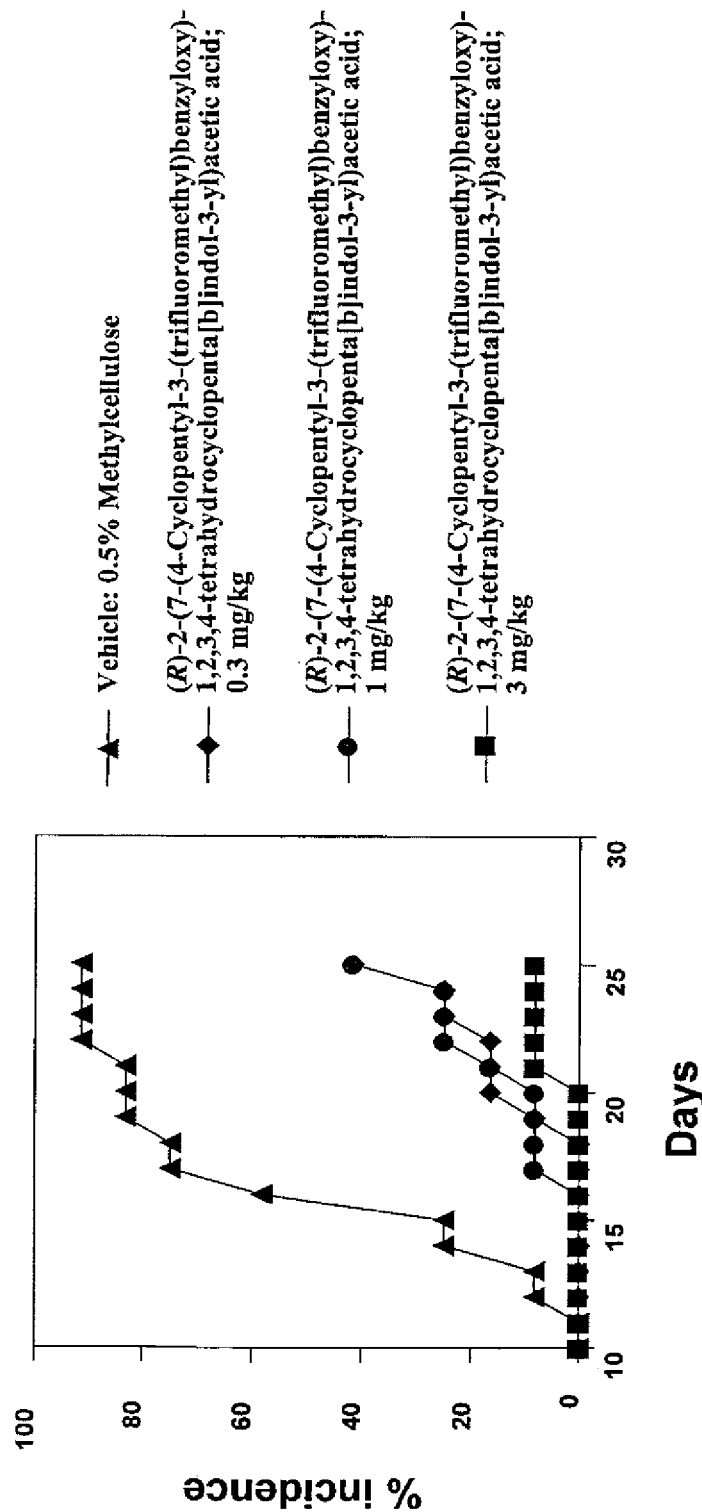 % incidence
100
80
60
40
20
0
10
15
20
25
30
Days
Vehicle: 0.5% Methylcellulose
(R)-2-(7-(4-Cyclopentyl-3-(trifluoromethyl)benzyloxy)-
1,2,3,4-tetrahydrocyclopenta[b]indol-3-yl)acetic acid;
0.3 mg/kg
(R)-2-(7-(4-Cyclopentyl-3-(trifluoromethyl)benzyloxy)-
1,2,3,4-tetrahydrocyclopenta[b]indol-3-yl)acetic acid;
1 mg/kg
(R)-2-(7-(4-Cyclopentyl-3-(trifluoromethyl)benzyloxy)-
1,2,3,4-tetrahydrocyclopenta[b]indol-3-yl)acetic acid;
3 mg/kg